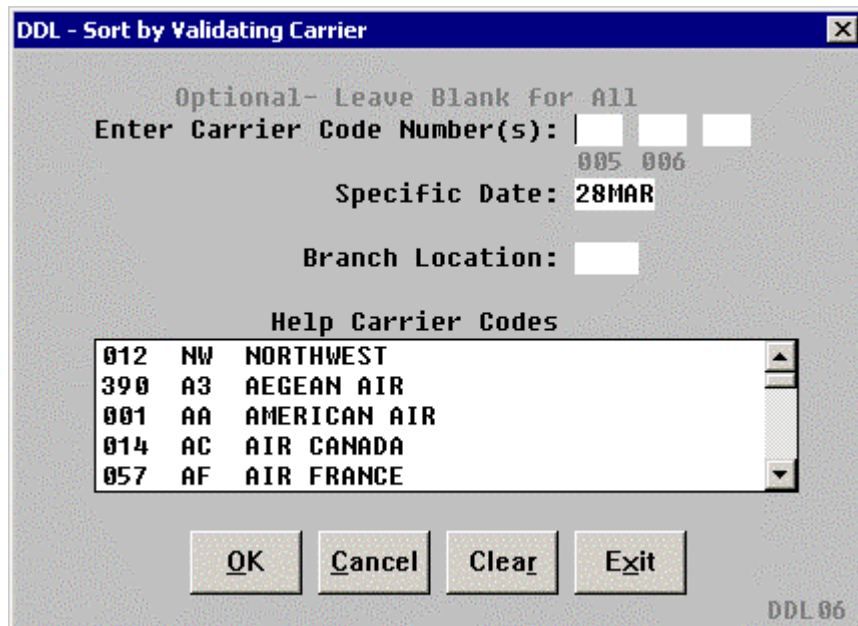 DDL - Sort by Validating Carrier
Optional- Leave Blank for All
Enter Carrier Code Number(s):
005 006
Specific Date: 28MAR
Branch Location:
Help Carrier Codes
012 NW NORTHWEST
390 A3 AEGEAN AIR
001 AA AMERICAN AIR
014 AC AIR CANADA
057 AF AIR FRANCE
OK Cancel Clear Exit
DDL06